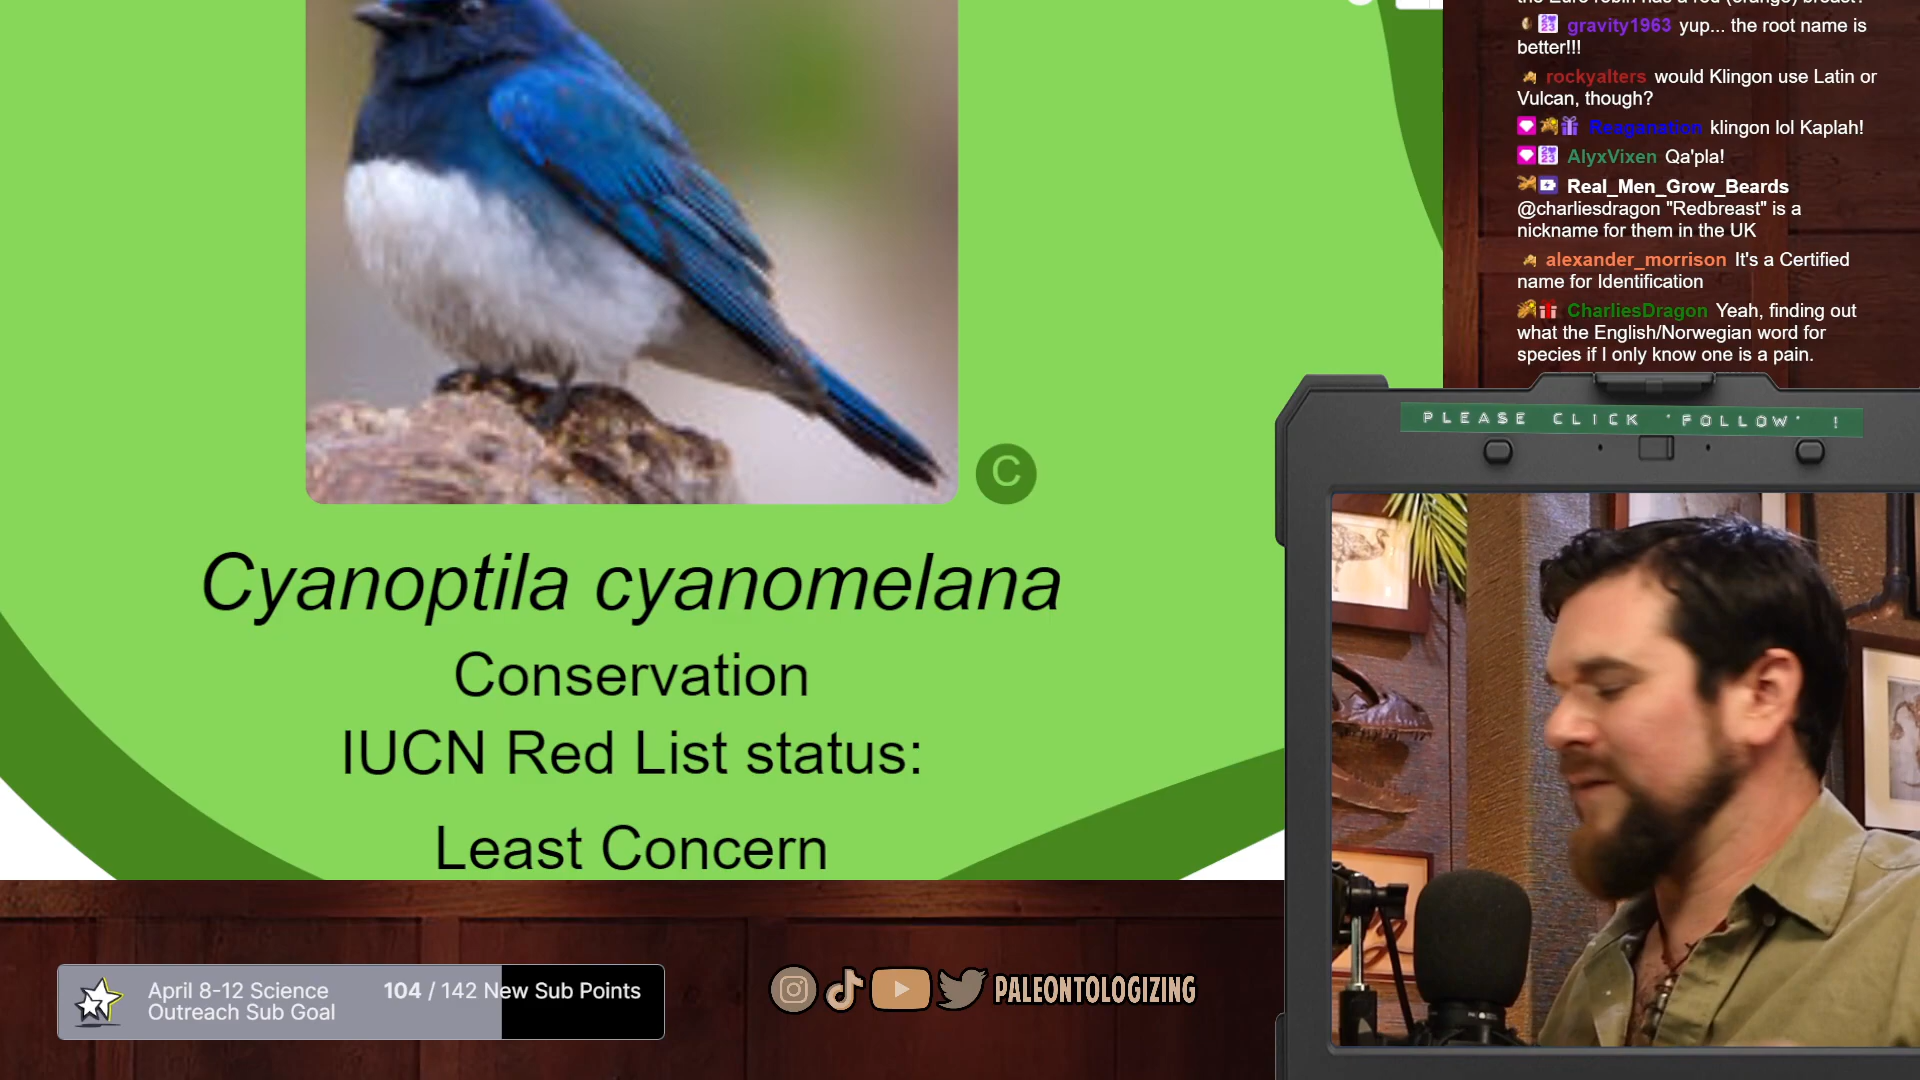 gravity1963 yup... the root name is
better!!!
rockyalters would Klingon use Latin or
Vulcan, though?
Reaganation klingon lol Kaplah!
AlyxVixen Qa'pla!
Real_Men_Grow_Beards
@charliesdragon "Redbreast" is a
nickname for them in the UK
alexander_morrison It's a Certified
name for Identification
CharliesDragon Yeah, finding out
what the English/Norwegian word for
species if I only know one is a pain.
PLEASE CLICK 'FOLLOW' !
C
Cyanoptila cyanomelana
Conservation
IUCN Red List status:
Least Concern
April 8-12 Science
Outreach Sub Goal
104 / 142 New Sub Points
PALEONTOLOGIZING